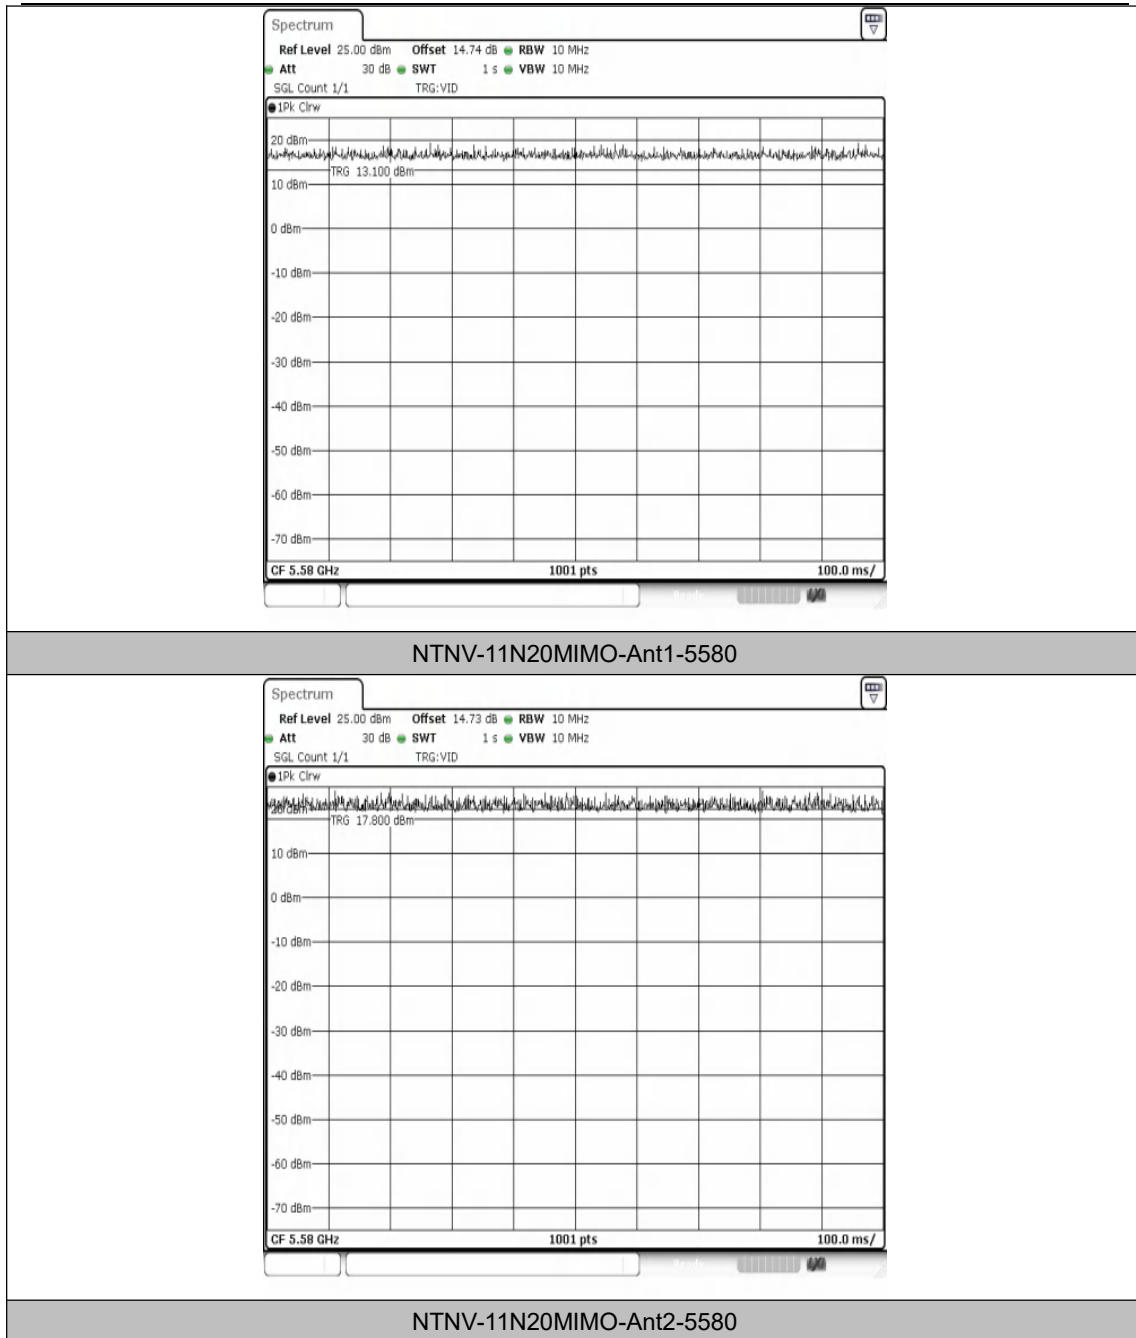 Spectrum
Ref Level 25.00 dBm Offset 14.74 dB RBW 10 MHz
Att 30 dB SWT 1 s VBW 10 MHz
SGL Count 1/1 TRG:VID
1Pk Clrw
20 dBm
TRG 13.100 dBm
10 dBm
0 dBm
-10 dBm
-20 dBm
-30 dBm
-40 dBm
-50 dBm
-60 dBm
-70 dBm
CF 5.58 GHz 1001 pts 100.0 ms/
NTNV-11N20MIMO-Ant1-5580
Spectrum
Ref Level 25.00 dBm Offset 14.73 dB RBW 10 MHz
Att 30 dB SWT 1 s VBW 10 MHz
SGL Count 1/1 TRG:VID
1Pk Clrw
20 dBm
TRG 17.800 dBm
10 dBm
0 dBm
-10 dBm
-20 dBm
-30 dBm
-40 dBm
-50 dBm
-60 dBm
-70 dBm
CF 5.58 GHz 1001 pts 100.0 ms/
NTNV-11N20MIMO-Ant2-5580